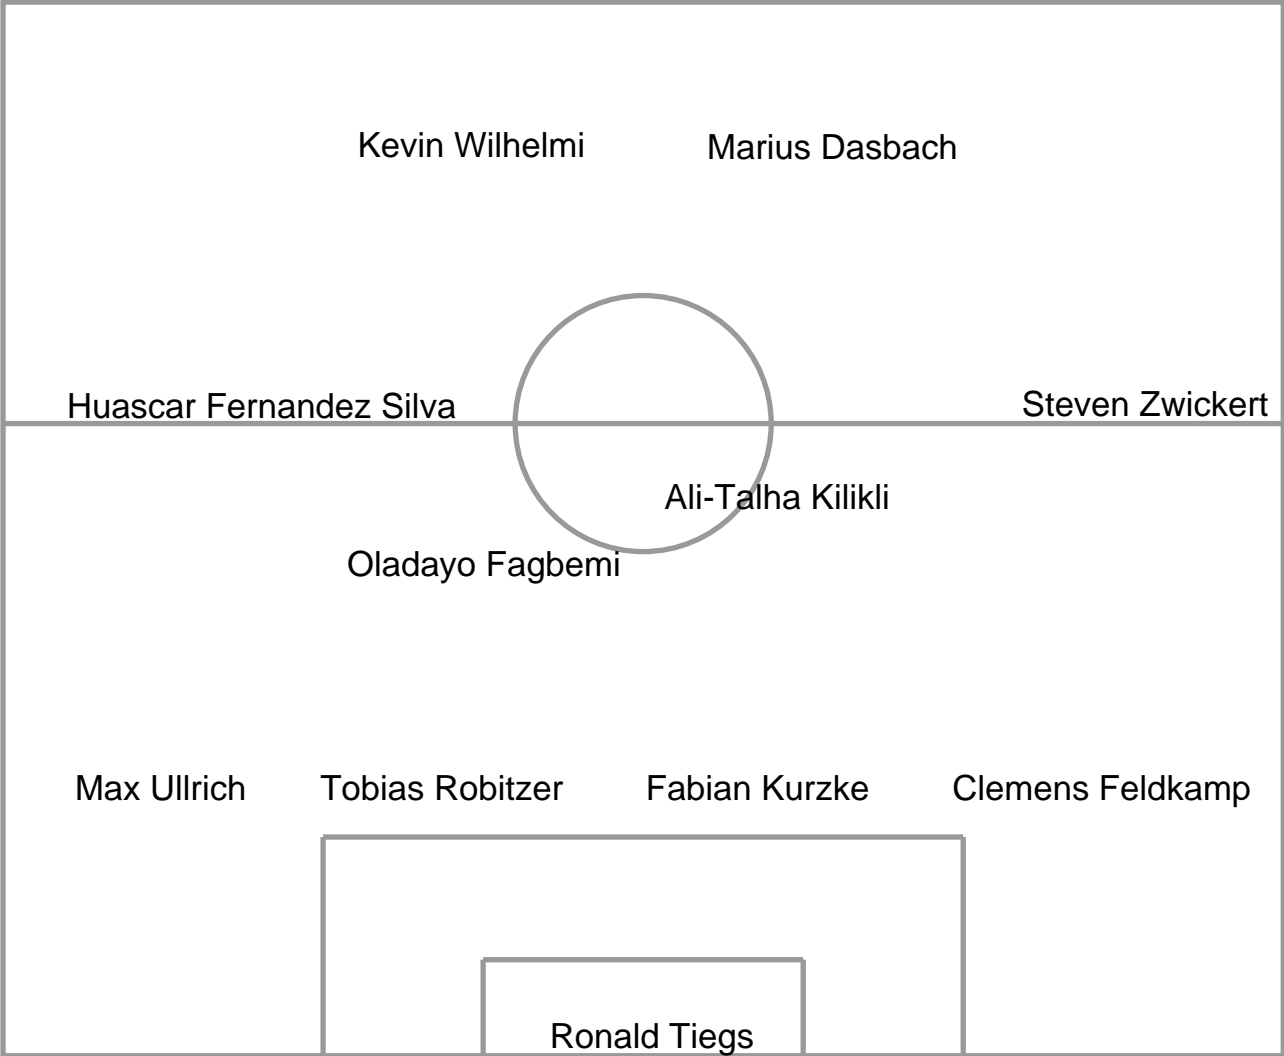 Kevin Wilhelmi
Marius Dasbach
Huascar Fernandez Silva
Steven Zwickert
Ali-Talha Kilikli
Oladayo Fagbemi
Max Ullrich
Tobias Robitzer
Fabian Kurzke
Clemens Feldkamp
Ronald Tiegs